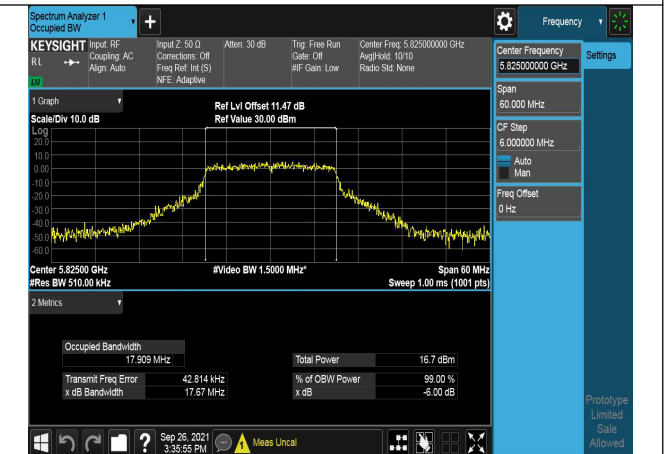 Spectrum Analyzer 1
Occupied BW
Frequency
KEYSIGHT
RL
LNI
Input: RF
Coupling: AC
Align: Auto
Input Z: 50 Ω
Corrections: Off
Freq Ref: Int (S)
NFE: Adaptive
Atten: 30 dB
Trig: Free Run
Gate: Off
#IF Gain: Low
Center Freq: 5.825000000 GHz
Avg|Hold: 10/10
Radio Std: None
Center Frequency
5.825000000 GHz
Settings
Span
60.000 MHz
CF Step
6.000000 MHz
Auto
Man
Freq Offset
0 Hz
1 Graph
Scale/Div 10.0 dB
Ref Lvl Offset 11.47 dB
Ref Value 30.00 dBm
Log
20.0
10.0
0.00
-10.0
-20.0
-30.0
-40.0
-50.0
-60.0
Center 5.82500 GHz
#Res BW 510.00 kHz
#Video BW 1.5000 MHz*
Span 60 MHz
Sweep 1.00 ms (1001 pts)
2 Metrics
Occupied Bandwidth
17.909 MHz
Total Power 16.7 dBm
Transmit Freq Error 42.814 kHz
% of OBW Power 99.00 %
x dB Bandwidth 17.67 MHz
x dB -6.00 dB
Prototype
Limited
Sale
Allowed
?
Sep 26, 2021
3:35:55 PM
Meas Uncal